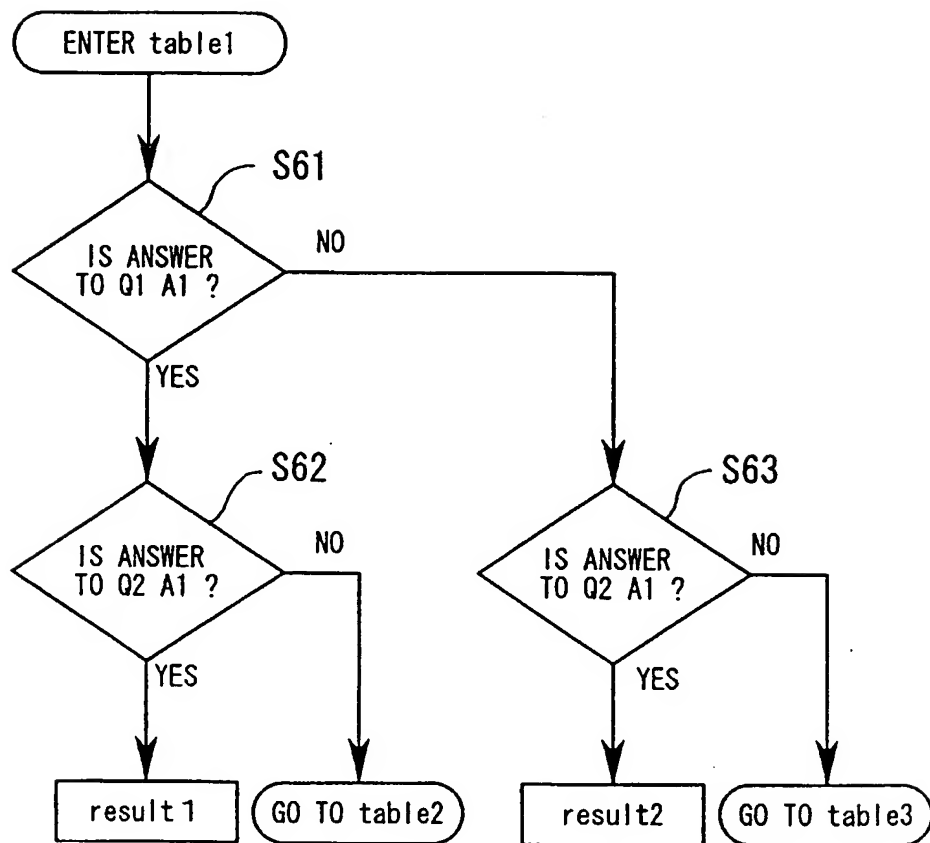 ENTER table1
S61
IS ANSWER
TO Q1 A1 ?
NO
YES
S62
IS ANSWER
TO Q2 A1 ?
NO
YES
S63
IS ANSWER
TO Q2 A1 ?
NO
YES
result1
GO TO table2
result2
GO TO table3